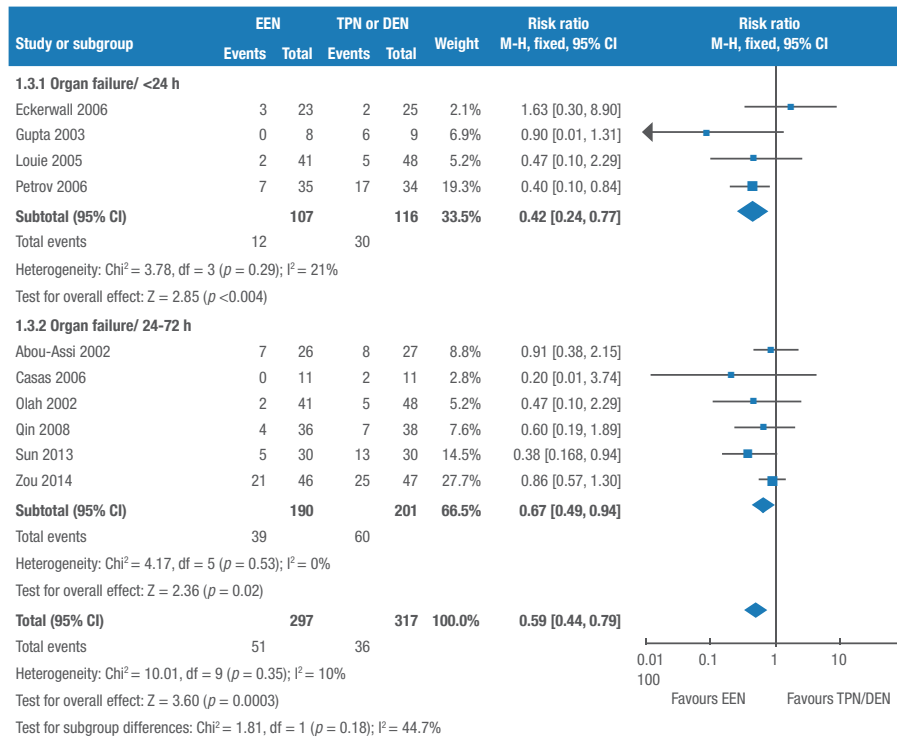 EEN TPN or DEN Risk ratio Risk ratio
Study or subgroup Weight M-H, fixed, 95% CI M-H, fixed, 95% CI
Events Total Events Total
1.3.1 Organ failure/ <24 h
Eckerwall 2006 3 23 2 25 2.1% 1.63 [0.30, 8.90]
Gupta 2003 0 8 6 9 6.9% 0.90 [0.01, 1.31]
Louie 2005 2 41 5 48 5.2% 0.47 [0.10, 2.29]
Petrov 2006 7 35 17 34 19.3% 0.40 [0.10, 0.84]
Subtotal (95% CI) 107 116 33.5% 0.42 [0.24, 0.77]
Total events 12 30
Heterogeneity: Chi² = 3.78, df = 3 (p = 0.29); I² = 21%
Test for overall effect: Z = 2.85 (p <0.004)
1.3.2 Organ failure/ 24-72 h
Abou-Assi 2002 7 26 8 27 8.8% 0.91 [0.38, 2.15]
Casas 2006 0 11 2 11 2.8% 0.20 [0.01, 3.74]
Olah 2002 2 41 5 48 5.2% 0.47 [0.10, 2.29]
Qin 2008 4 36 7 38 7.6% 0.60 [0.19, 1.89]
Sun 2013 5 30 13 30 14.5% 0.38 [0.168, 0.94]
Zou 2014 21 46 25 47 27.7% 0.86 [0.57, 1.30]
Subtotal (95% CI) 190 201 66.5% 0.67 [0.49, 0.94]
Total events 39 60
Heterogeneity: Chi² = 4.17, df = 5 (p = 0.53); I² = 0%
Test for overall effect: Z = 2.36 (p = 0.02)
Total (95% CI) 297 317 100.0% 0.59 [0.44, 0.79]
Total events 51 36
Heterogeneity: Chi² = 10.01, df = 9 (p = 0.35); I² = 10%
Test for overall effect: Z = 3.60 (p = 0.0003)
Test for subgroup differences: Chi² = 1.81, df = 1 (p = 0.18); I² = 44.7%
0.01 0.1 1 10
100
Favours EEN Favours TPN/DEN